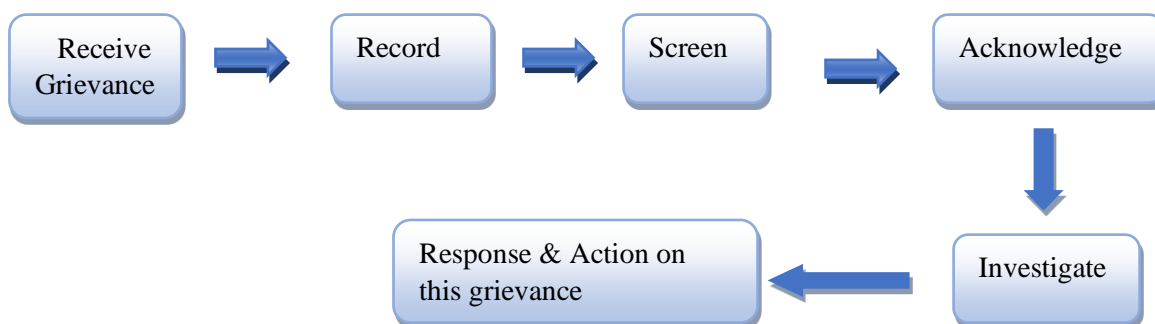 Receive
Grievance
Record
Screen
Acknowledge
Investigate
Response & Action on
this grievance